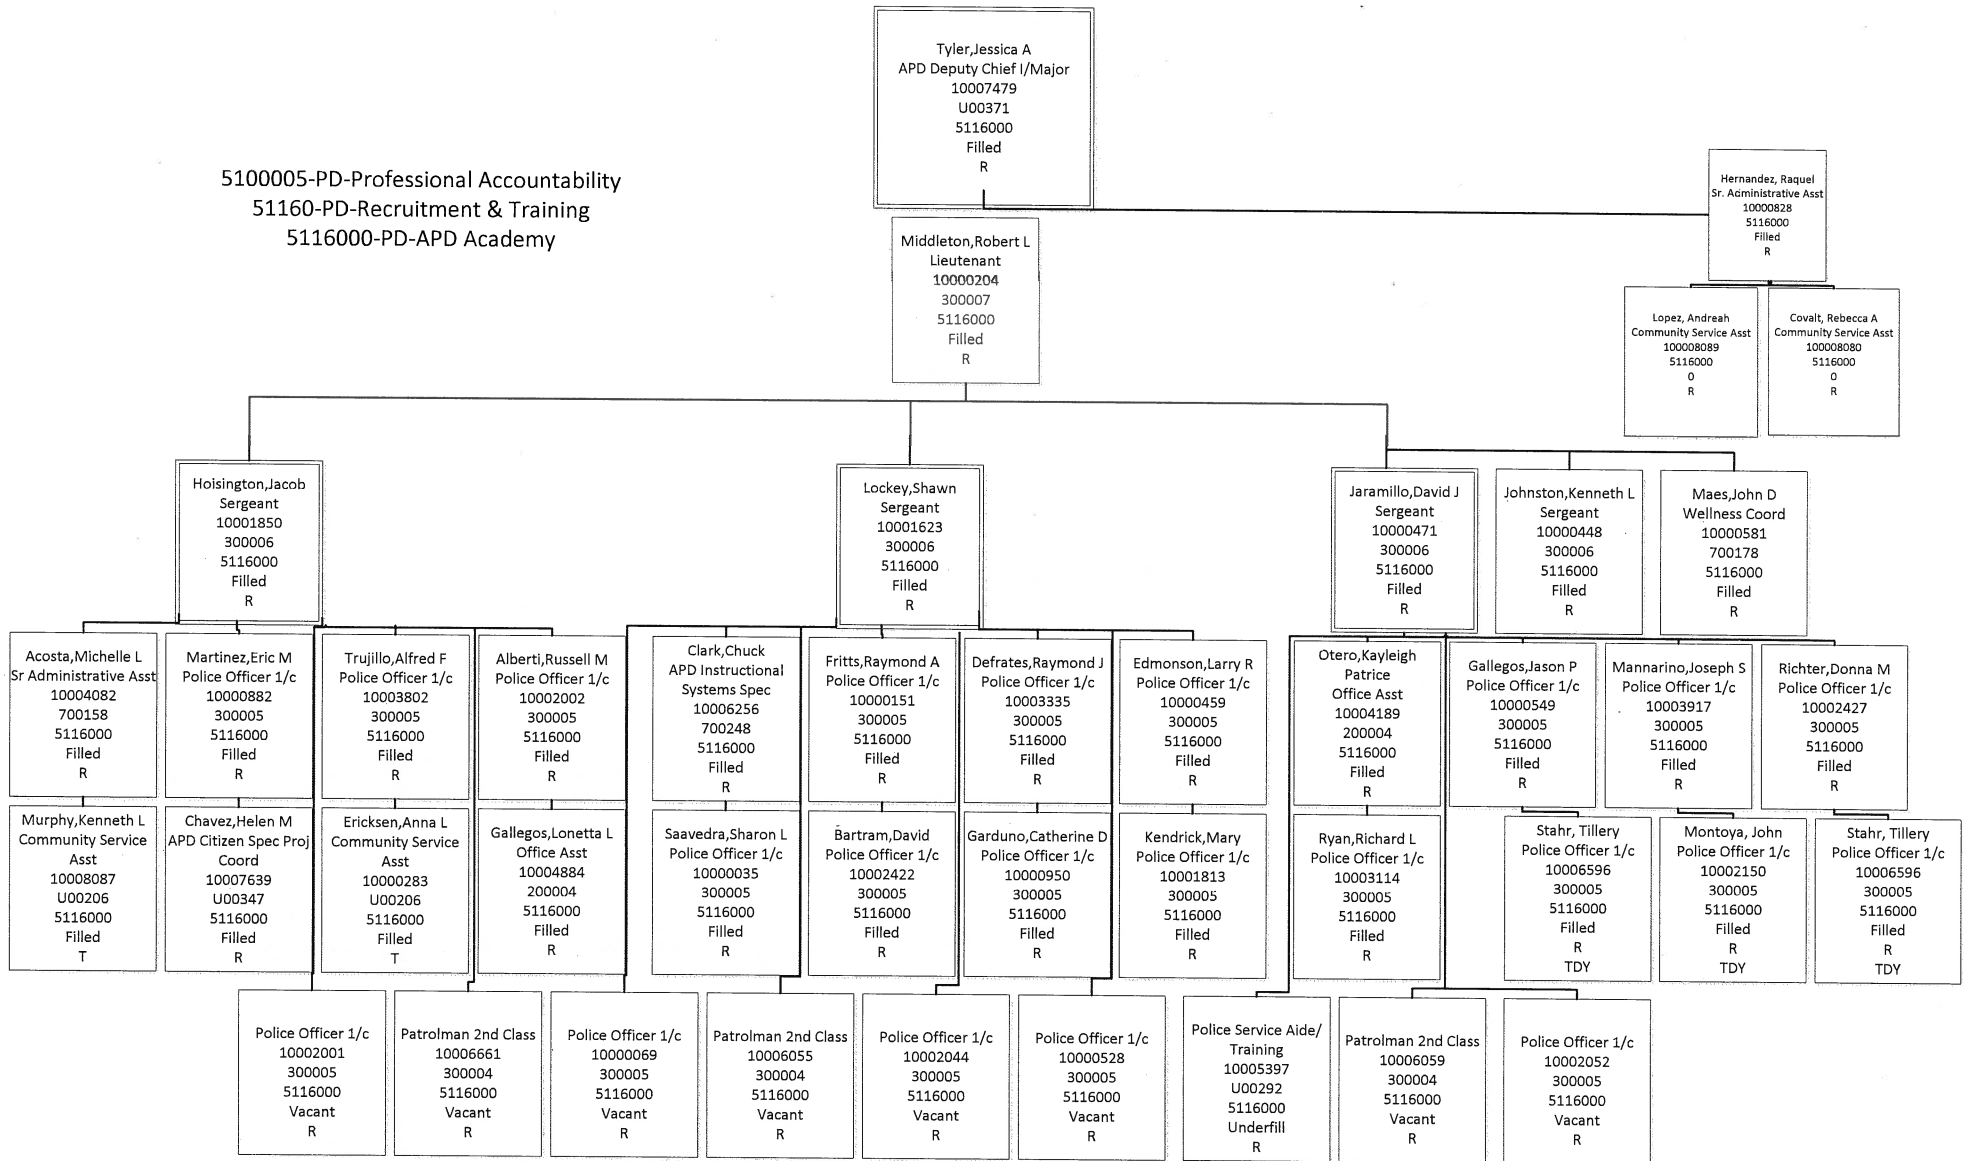 Tyler,Jessica A
APD Deputy Chief I/Major
10007479
U00371
5116000
Filled
R
5100005-PD-Professional Accountability
51160-PD-Recruitment & Training
5116000-PD-APD Academy
Hernandez, Raquel
Sr. Administrative Asst
10000828
5116000
Filled
R
Middleton,Robert L
Lieutenant
10000204
300007
5116000
Filled
R
Lopez, Andreah
Community Service Asst
100008089
5116000
0
R
Covalt, Rebecca A
Community Service Asst
100008080
5116000
0
R
Hoisington,Jacob
Sergeant
10001850
300006
5116000
Filled
R
Lockey,Shawn
Sergeant
10001623
300006
5116000
Filled
R
Jaramillo,David J
Sergeant
10000471
300006
5116000
Filled
R
Johnston,Kenneth L
Sergeant
10000448
300006
5116000
Filled
R
Maes,John D
Wellness Coord
10000581
700178
5116000
Filled
R
Acosta,Michelle L
Sr Administrative Asst
10004082
700158
5116000
Filled
R
Martinez,Eric M
Police Officer 1/c
10000882
300005
5116000
Filled
R
Trujillo,Alfred F
Police Officer 1/c
10003802
300005
5116000
Filled
R
Alberti,Russell M
Police Officer 1/c
10002002
300005
5116000
Filled
R
Clark,Chuck
APD Instructional
Systems Spec
10006256
700248
5116000
Filled
R
Fritts,Raymond A
Police Officer 1/c
10000151
300005
5116000
Filled
R
Defrates,Raymond J
Police Officer 1/c
10003335
300005
5116000
Filled
R
Edmonson,Larry R
Police Officer 1/c
10000459
300005
5116000
Filled
R
Otero,Kayleigh
Patrice
Office Asst
10004189
200004
5116000
Filled
R
Gallegos,Jason P
Police Officer 1/c
10000549
300005
5116000
Filled
R
Mannarino,Joseph S
Police Officer 1/c
10003917
300005
5116000
Filled
R
Richter,Donna M
Police Officer 1/c
10002427
300005
5116000
Filled
R
Murphy,Kenneth L
Community Service
Asst
10008087
U00206
5116000
Filled
T
Chavez,Helen M
APD Citizen Spec Proj
Coord
10007639
U00347
5116000
Filled
R
Ericksen,Anna L
Community Service
Asst
10000283
U00206
5116000
Filled
T
Gallegos,Lonetta L
Office Asst
10004884
200004
5116000
Filled
R
Saavedra,Sharon L
Police Officer 1/c
10000035
300005
5116000
Filled
R
Bartram,David
Police Officer 1/c
10002422
300005
5116000
Filled
R
Garduno,Catherine D
Police Officer 1/c
10000950
300005
5116000
Filled
R
Kendrick,Mary
Police Officer 1/c
10001813
300005
5116000
Filled
R
Ryan,Richard L
Police Officer 1/c
10003114
300005
5116000
Filled
R
Stahr, Tillery
Police Officer 1/c
10006596
300005
5116000
Filled
R
TDY
Montoya, John
Police Officer 1/c
10002150
300005
5116000
Filled
R
TDY
Stahr, Tillery
Police Officer 1/c
10006596
300005
5116000
Filled
R
TDY
Police Officer 1/c
10002001
300005
5116000
Vacant
R
Patrolman 2nd Class
10006661
300004
5116000
Vacant
R
Police Officer 1/c
10000069
300005
5116000
Vacant
R
Patrolman 2nd Class
10006055
300004
5116000
Vacant
R
Police Officer 1/c
10002044
300005
5116000
Vacant
R
Police Officer 1/c
10000528
300005
5116000
Vacant
R
Police Service Aide/
Training
10005397
U00292
5116000
Underfill
R
Patrolman 2nd Class
10006059
300004
5116000
Vacant
R
Police Officer 1/c
10002052
300005
5116000
Vacant
R